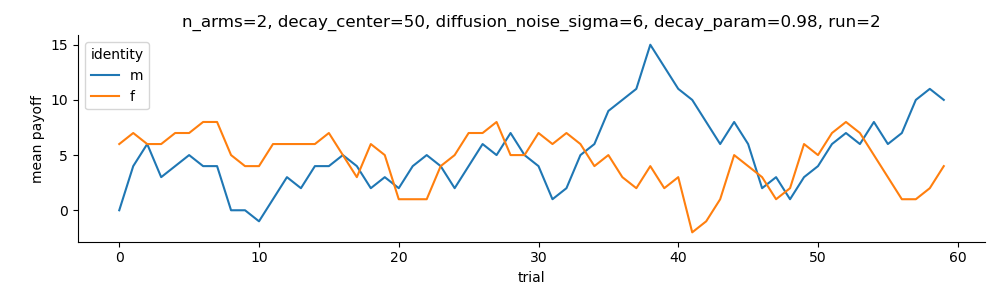 n_arms=2, decay_center=50, diffusion_noise_sigma=6, decay_param=0.98, run=2
identity
m
f
mean payoff
15
10
5
0
0
10
20
30
40
50
60
trial